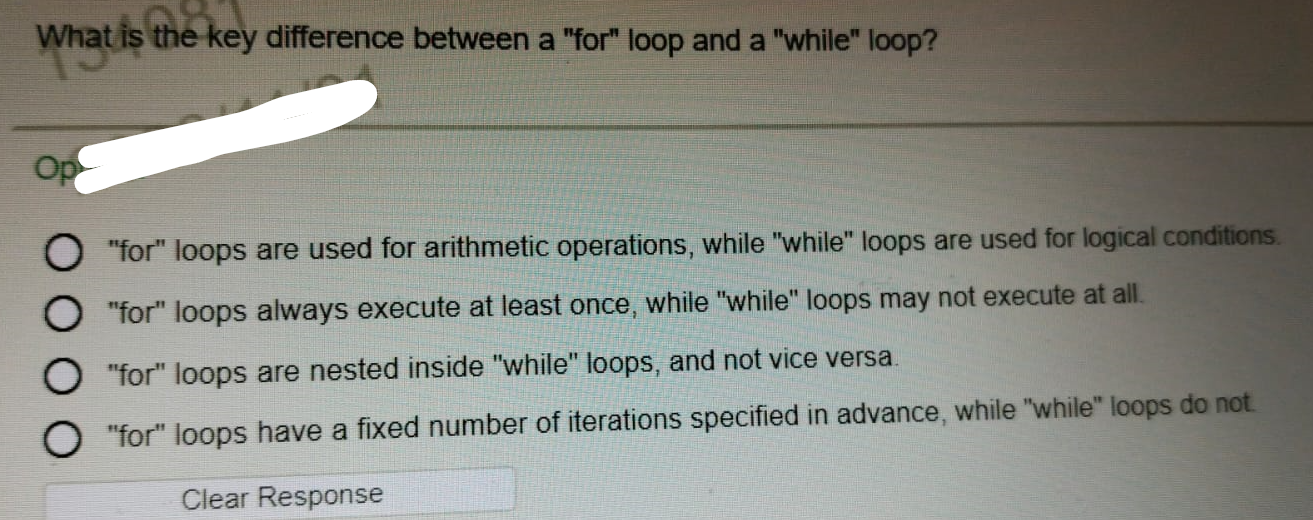 What is the key difference between a "for" loop and a "while" loop?
"for" loops are used for arithmetic operations, while "while" loops are used for logical conditions.
"for" loops always execute at least once, while "while" loops may not execute at all.
"for" loops are nested inside "while" loops, and not vice versa.
"for" loops have a fixed number of iterations specified in advance, while "while" loops do not.
Clear Response